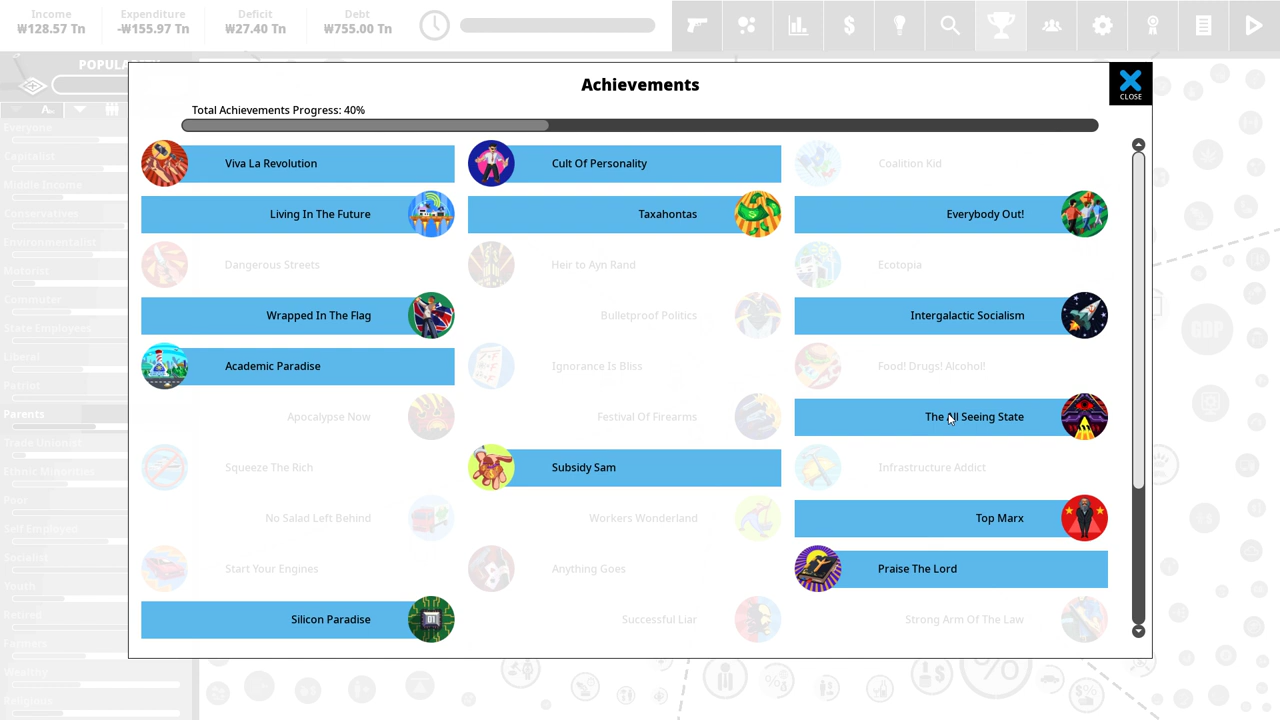 Income
Expenditure
Deficit
Debt
₩128.57 Tn
-₩155.97 Tn
₩27.40 Tn
₩755.00 Tn
POPULARITY
Achievements
CLOSE
Total Achievements Progress: 40%
Viva La Revolution
Cult Of Personality
Coalition Kid
Living In The Future
Taxahontas
Everybody Out!
Dangerous Streets
Heir to Ayn Rand
Ecotopia
Wrapped In The Flag
Bulletproof Politics
Intergalactic Socialism
Academic Paradise
Ignorance Is Bliss
Food! Drugs! Alcohol!
Apocalypse Now
Festival Of Firearms
The All Seeing State
Squeeze The Rich
Subsidy Sam
Infrastructure Addict
No Salad Left Behind
Workers Wonderland
Top Marx
Start Your Engines
Anything Goes
Praise The Lord
Silicon Paradise
Successful Liar
Strong Arm Of The Law
Everyone
Capitalist
Middle Income
Conservatives
Environmentalist
Motorist
Commuter
State Employees
Liberal
Patriot
Parents
Trade Unionist
Ethnic Minorities
Poor
Self Employed
Socialist
Youth
Retired
Farmers
Wealthy
Religious
GDP